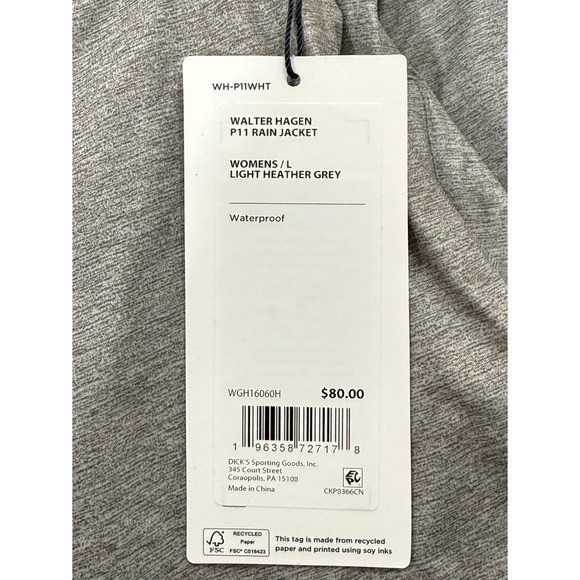 WH-P11WHT
WALTER HAGEN
P11 RAIN JACKET
WOMENS / L
LIGHT HEATHER GREY
Waterproof
WGH16060H $80.00
1 96358 72717 8
DICK'S Sporting Goods, Inc.
345 Court Street
Coraopolis, PA 15108
Made in China CKP8366CN
FSC
RECYCLED
Paper
FSC® C016423
This tag is made from recycled
paper and printed using soy inks